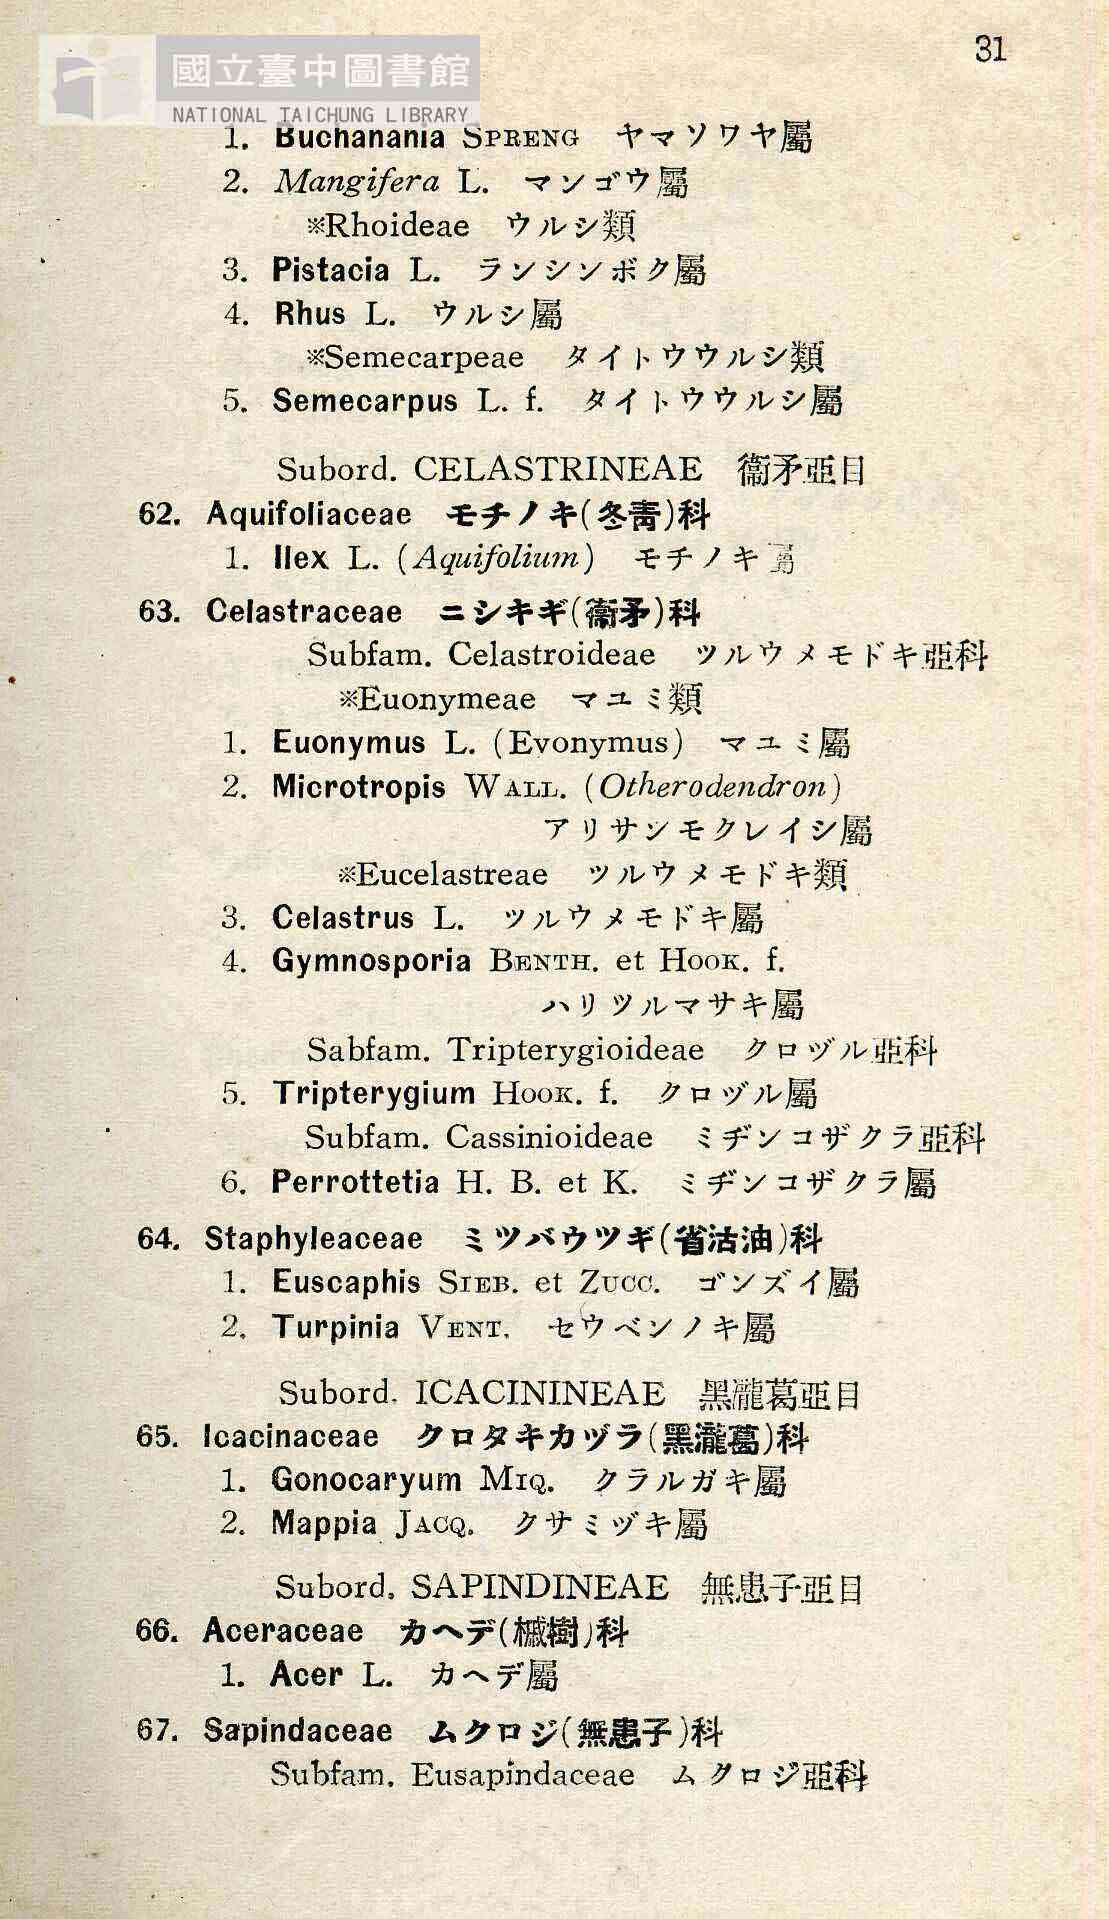 國立臺中圖書館
NATIONAL TAICHUNG LIBRARY
31
1. Buchanania SPRENG ヤマソワヤ屬
2. Mangifera L. マンゴウ屬
※Rhoideae ウルシ類
3. Pistacia L. ランシンボク屬
4. Rhus L. ウルシ屬
※Semecarpeae タイトウウルシ類
5. Semecarpus L. f. タイトウウルシ屬
Subord. CELASTRINEAE 衞矛亞目
62. Aquifoliaceae モチノキ(冬靑)科
1. Ilex L. (Aquifolium) モチノキ屬
63. Celastraceae ニシキギ(衞矛)科
Subfam. Celastroideae ツルウメモドキ亞科
※Euonymeae マユミ類
1. Euonymus L. (Evonymus) マユミ屬
2. Microtropis WALL. (Otherodendron)
アリサンモクレイシ屬
※Eucelastreae ツルウメモドキ類
3. Celastrus L. ツルウメモドキ屬
4. Gymnosporia BENTH. et HOOK. f.
ハリツルマサキ屬
Sabfam. Tripterygioideae クロヅル亞科
5. Tripterygium HOOK. f. クロヅル屬
Subfam. Cassinioideae ミヂンコザクラ亞科
6. Perrottetia H. B. et K. ミヂンコザクラ屬
64. Staphyleaceae ミツバウツギ(省沽油)科
1. Euscaphis SIEB. et ZUCC. ゴンズイ屬
2. Turpinia VENT. セウベンノキ屬
Subord. ICACININEAE 黑瀧葛亞目
65. Icacinaceae クロタキカヅラ(黑瀧葛)科
1. Gonocaryum MIQ. クラルガキ屬
2. Mappia JACQ. クサミヅキ屬
Subord. SAPINDINEAE 無患子亞目
66. Aceraceae カヘデ(槭樹)科
1. Acer L. カヘデ屬
67. Sapindaceae ムクロジ(無患子)科
Subfam. Eusapindaceae ムクロジ亞科